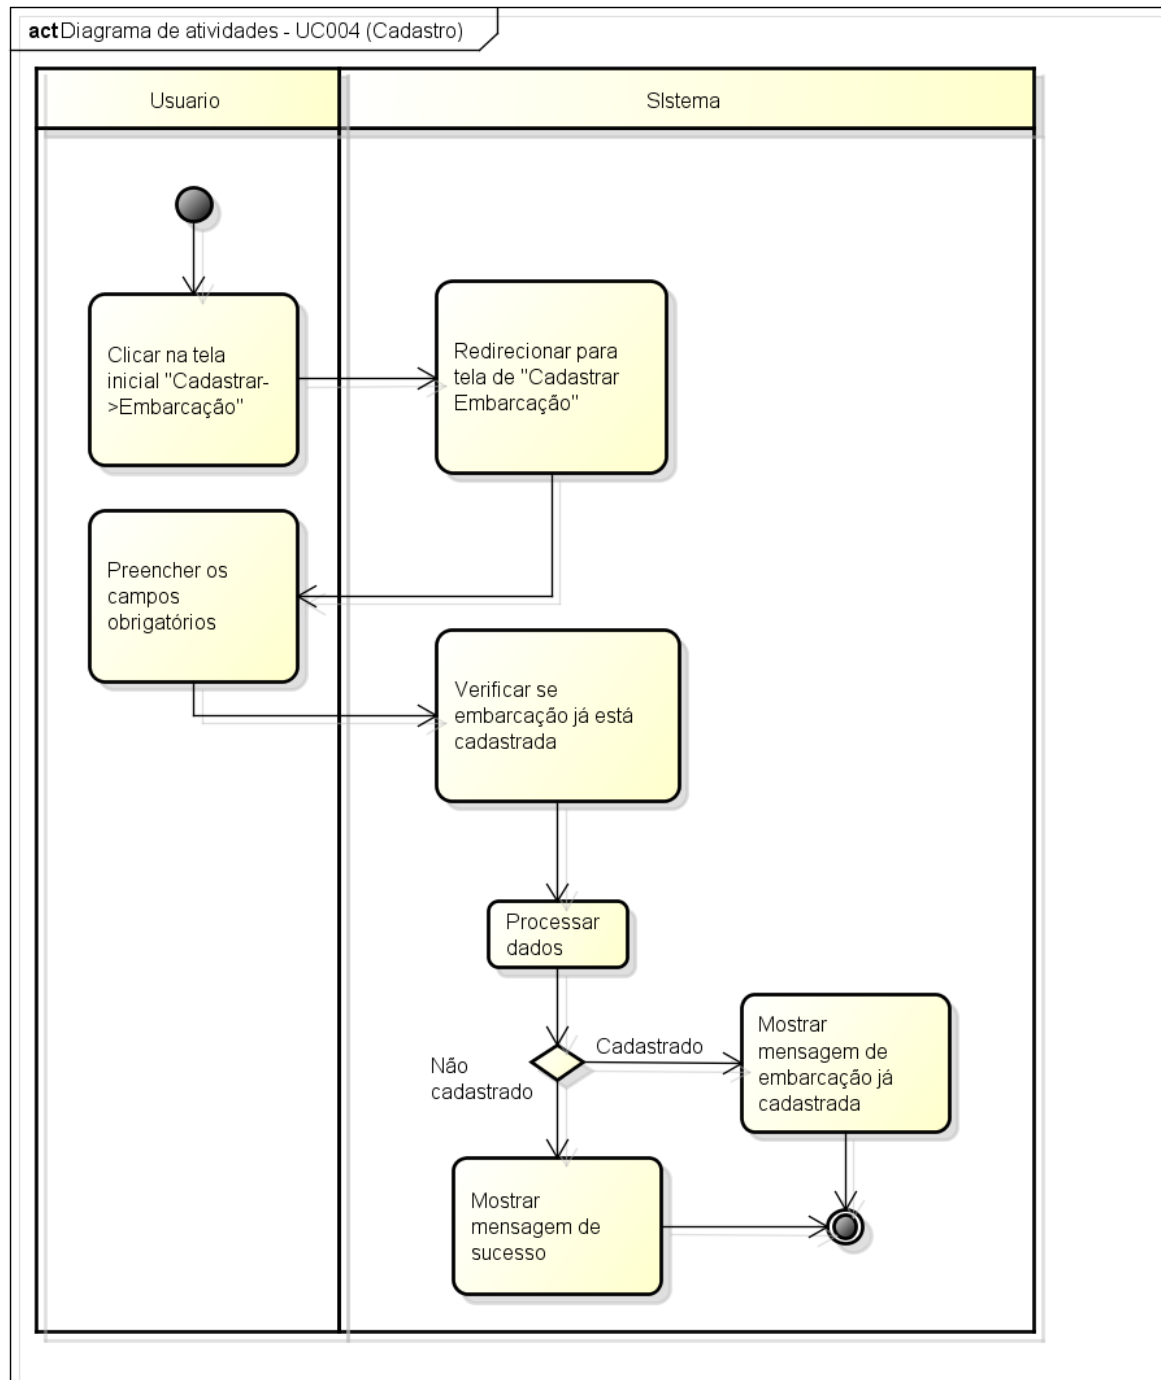 act Diagrama de atividades - UC004 (Cadastro)
Usuario
SIstema
Clicar na tela
inicial "Cadastrar-
>Embarcação"
Redirecionar para
tela de "Cadastrar
Embarcação"
Preencher os
campos
obrigatórios
Verificar se
embarcação já está
cadastrada
Processar
dados
Cadastrado
Não
cadastrado
Mostrar
mensagem de
embarcação já
cadastrada
Mostrar
mensagem de
sucesso